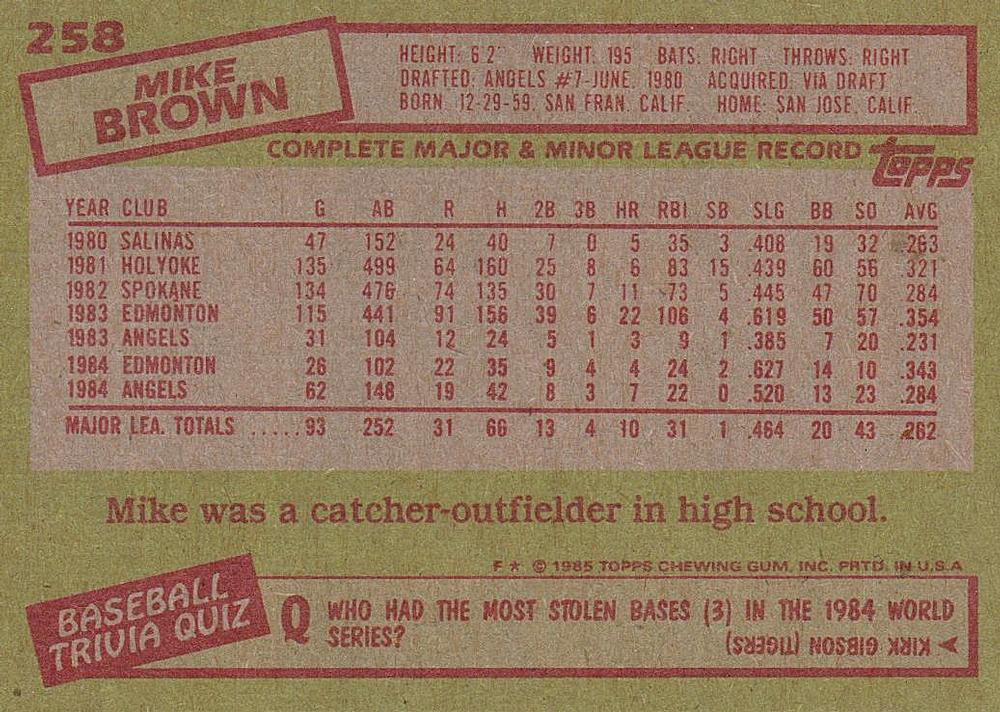 258
MIKE
BROWN
HEIGHT: 6'2" WEIGHT: 195 BATS: RIGHT THROWS: RIGHT
DRAFTED: ANGELS #7-JUNE, 1980 ACQUIRED: VIA DRAFT
BORN: 12-29-59, SAN FRAN, CALIF. HOME: SAN JOSE, CALIF.
COMPLETE MAJOR & MINOR LEAGUE RECORD topps
YEAR CLUB G AB R H 2B 3B HR RBI SB SLG BB SO AVG
1980 SALINAS 47 152 24 40 7 0 5 35 3 .408 19 32 .263
1981 HOLYOKE 135 499 64 160 25 8 6 83 15 .439 60 56 .321
1982 SPOKANE 134 476 74 135 30 7 11 73 5 .445 47 70 .284
1983 EDMONTON 115 441 91 156 39 6 22 106 4 .619 50 57 .354
1983 ANGELS 31 104 12 24 5 1 3 9 1 .385 7 20 .231
1984 EDMONTON 26 102 22 35 9 4 4 24 2 .627 14 10 .343
1984 ANGELS 62 148 19 42 8 3 7 22 0 .520 13 23 .284
MAJOR LEA. TOTALS .....93 252 31 66 13 4 10 31 1 .464 20 43 .262
Mike was a catcher-outfielder in high school.
F ★ © 1985 TOPPS CHEWING GUM, INC. PRTD. IN U.S.A
BASEBALL
TRIVIA QUIZ
Q WHO HAD THE MOST STOLEN BASES (3) IN THE 1984 WORLD
SERIES?
KIRK GIBSON (TIGERS)